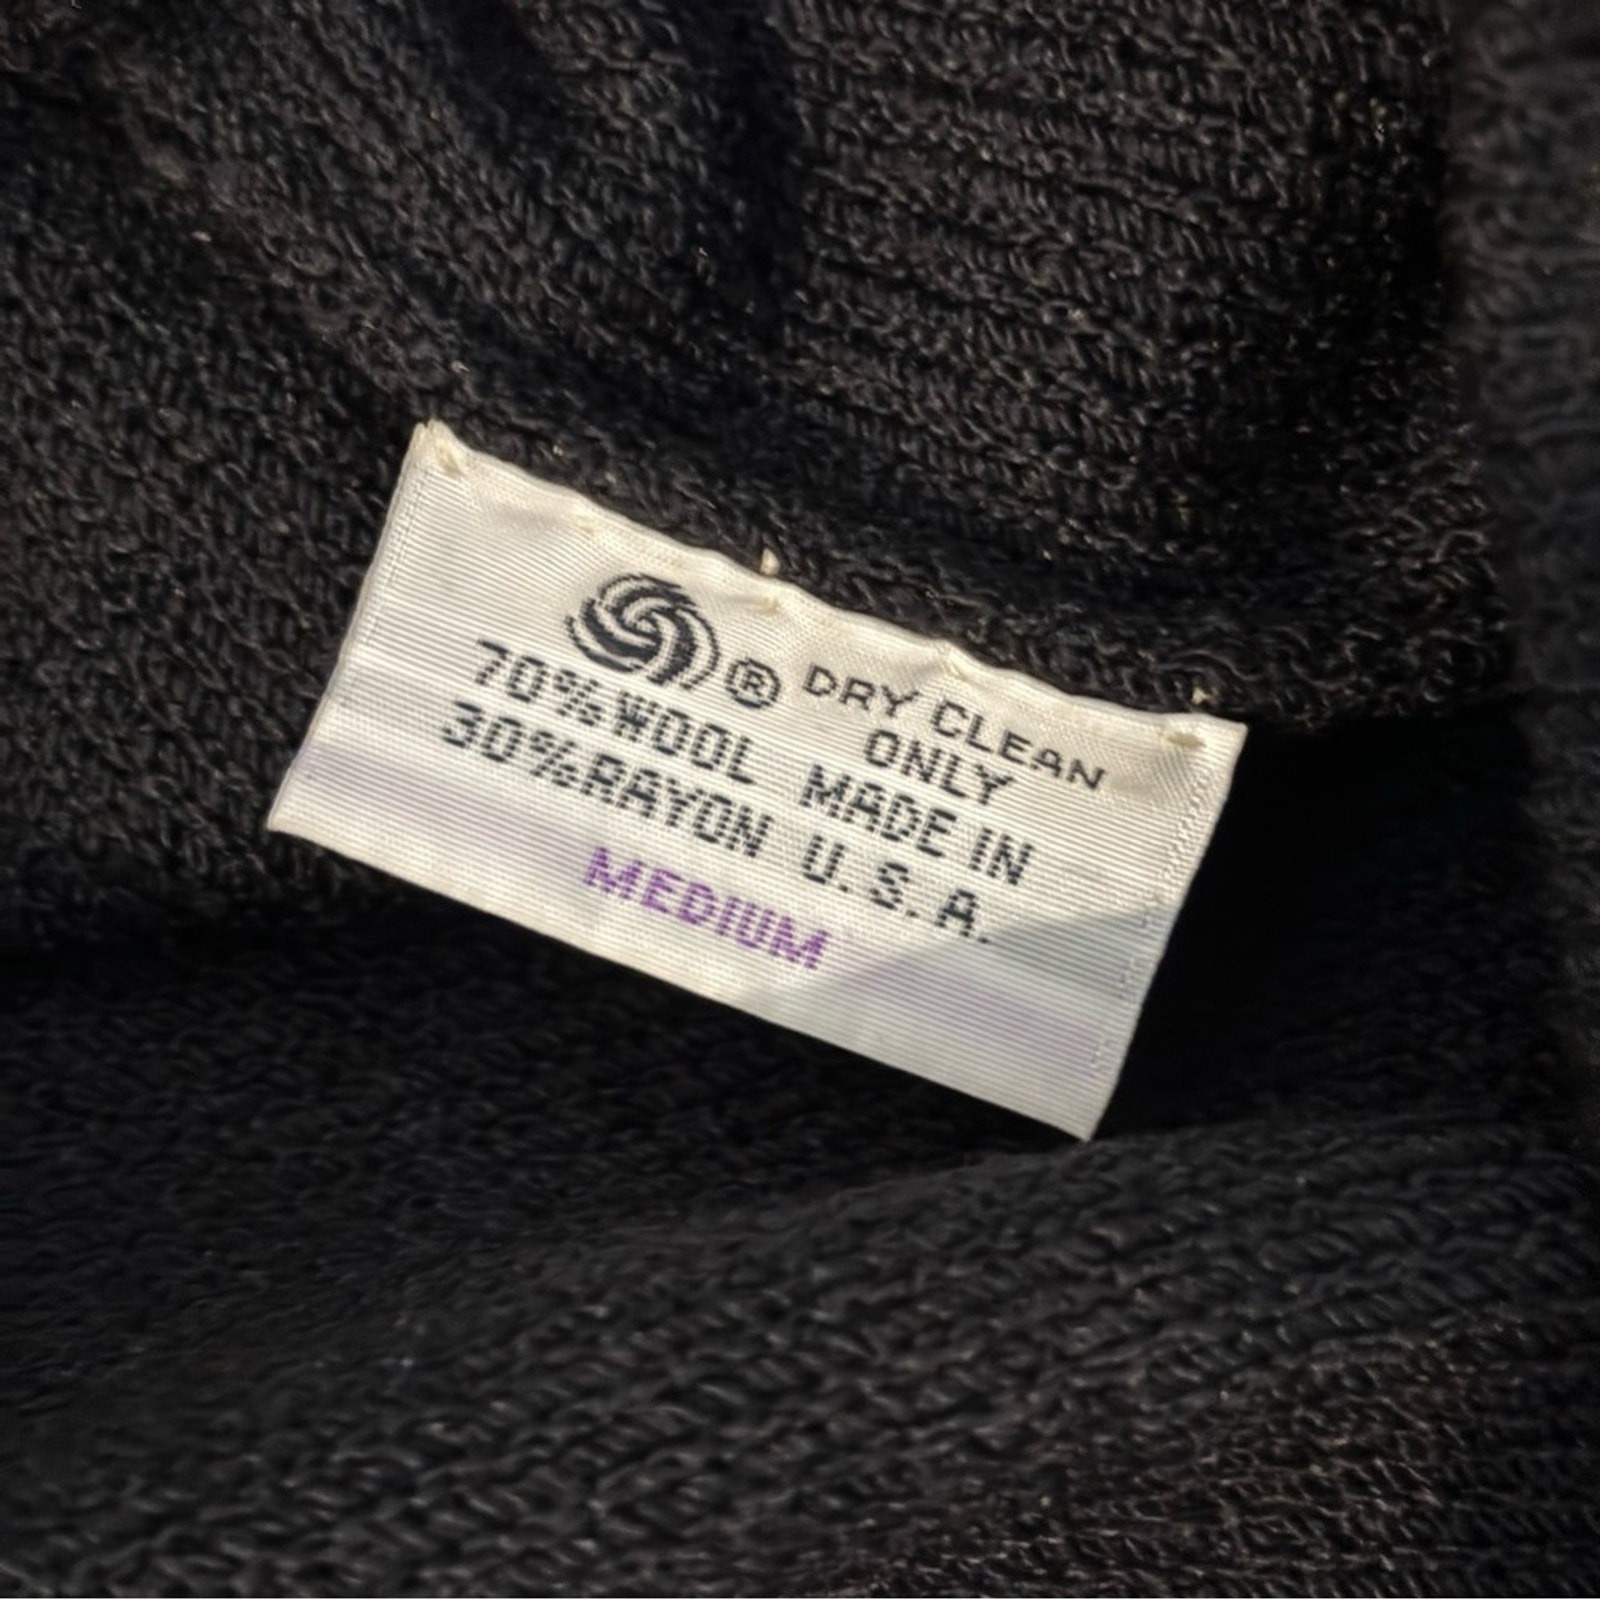 ® DRY CLEAN
ONLY
70%WOOL MADE IN
30%RAYON U.S.A.
MEDIUM